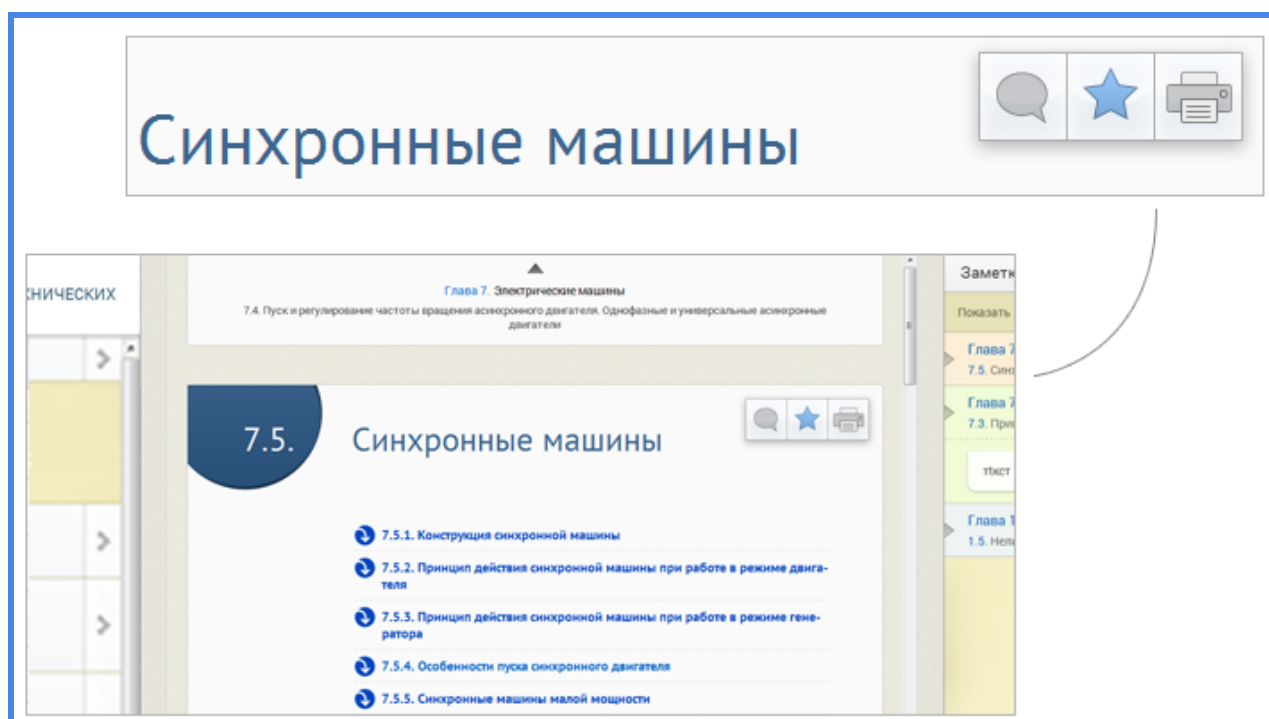 Синхронные машины
ХНИЧЕСКИХ
Глава 7. Электрические машины
7.4. Пуск и регулирование частоты вращения асинхронного двигателя. Однофазные и универсальные асинхронные
двигатели
7.5.
Синхронные машины
7.5.1. Конструкция синхронной машины
7.5.2. Принцип действия синхронной машины при работе в режиме двига-
теля
7.5.3. Принцип действия синхронной машины при работе в режиме гене-
ратора
7.5.4. Особенности пуска синхронного двигателя
7.5.5. Синхронные машины малой мощности
Заметк
Показать
Глава 7
7.5. Син
Глава 7
7.3. При
Глава 1
1.5. Нели